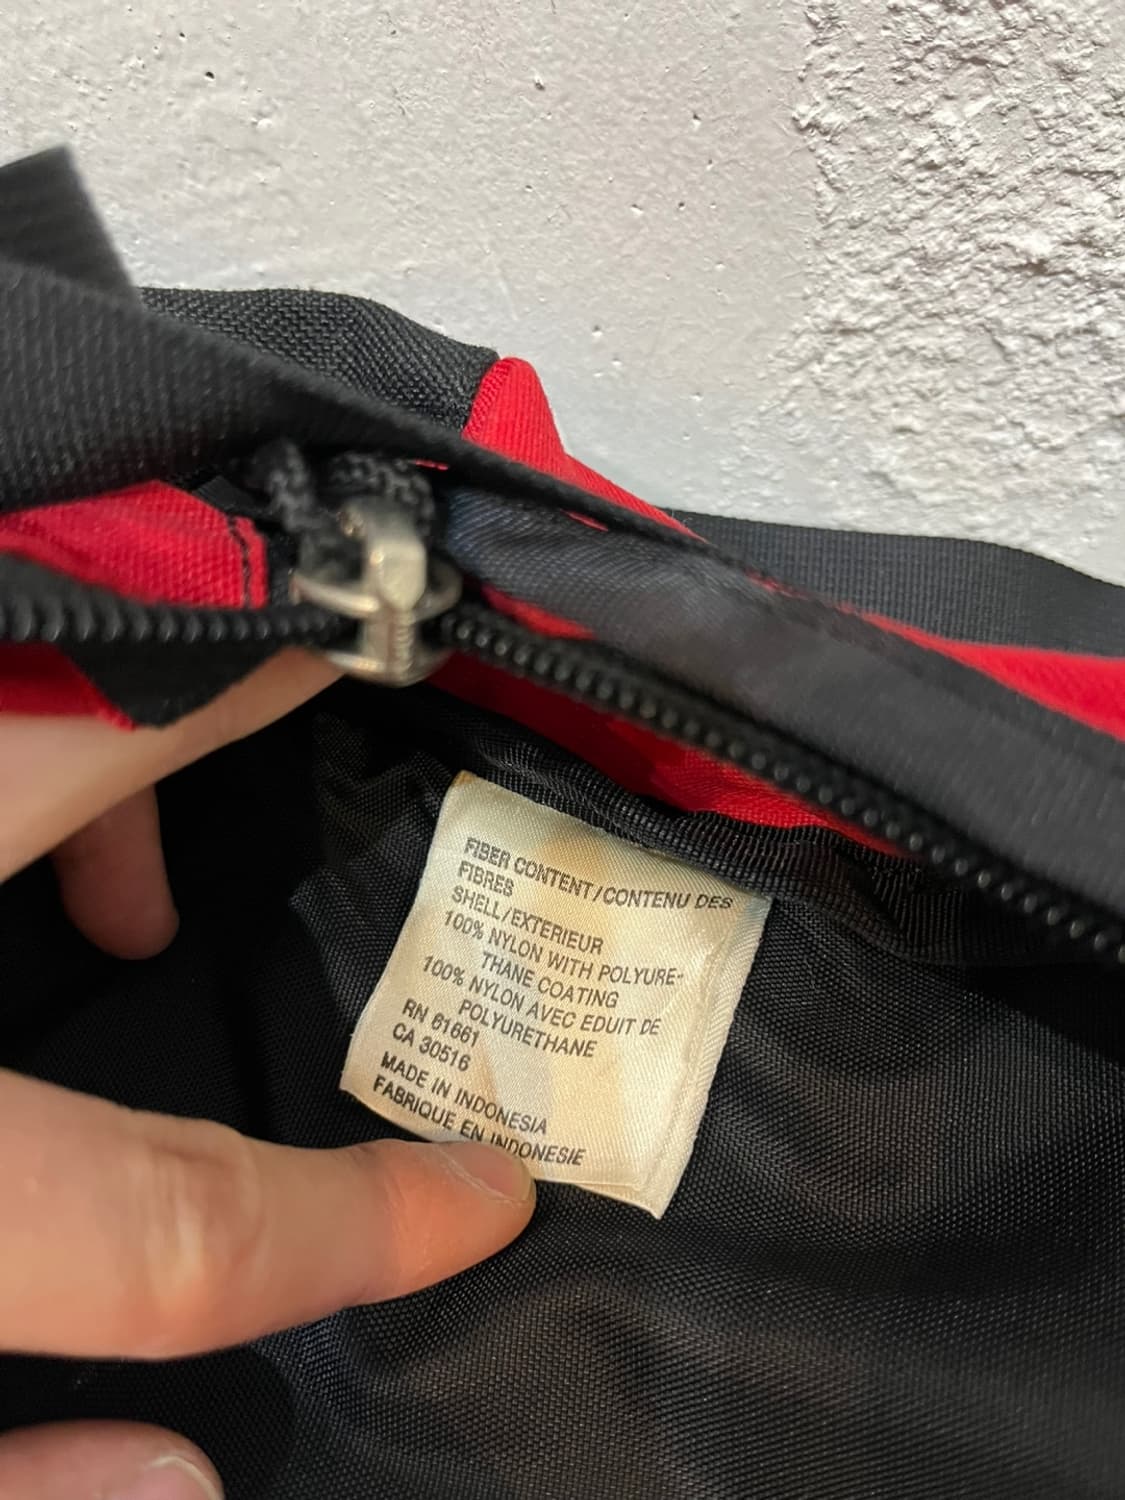 FIBER CONTENT/CONTENU DES
FIBRES
SHELL/EXTERIEUR
100% NYLON WITH POLYURE-
THANE COATING
100% NYLON AVEC EDUIT DE
POLYURETHANE
RN 61661
CA 30516
MADE IN INDONESIA
FABRIQUE EN INDONESIE